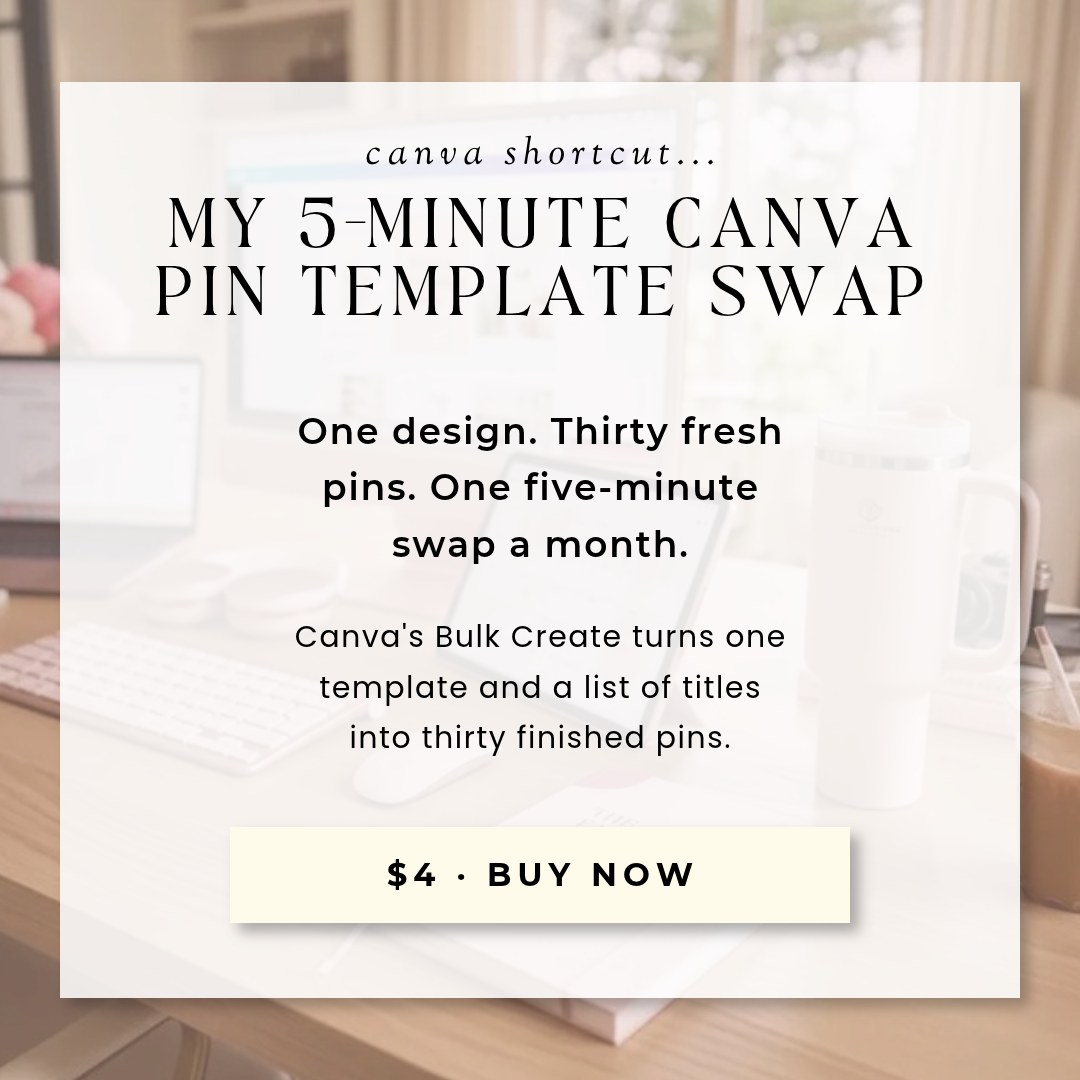 canva shortcut...
MY 5-MINUTE CANVA
PIN TEMPLATE SWAP
One design. Thirty fresh
pins. One five-minute
swap a month.
Canva's Bulk Create turns one
template and a list of titles
into thirty finished pins.
$4 · BUY NOW